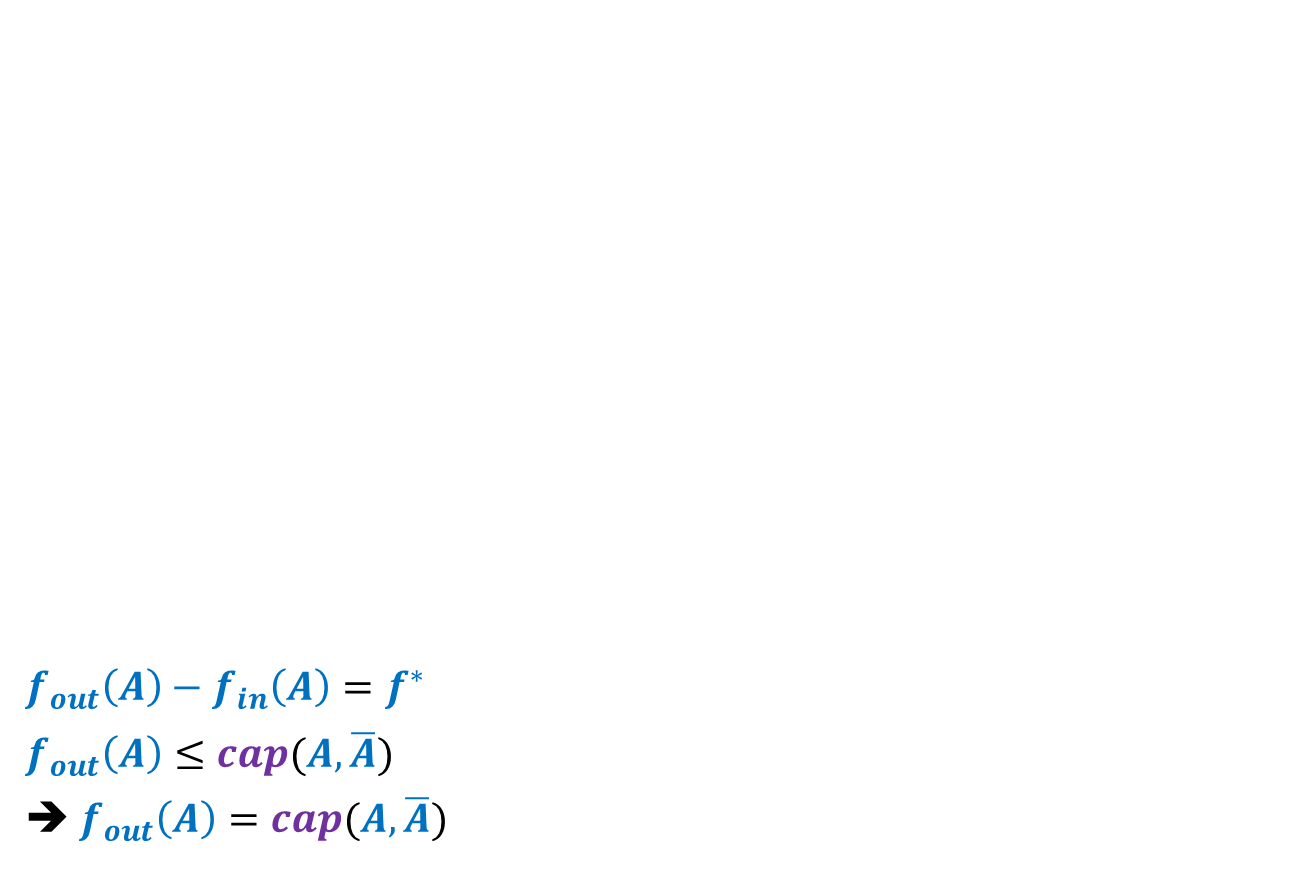 f_out(A) − f_in(A) = f*
f_out(A) ≤ cap(A, A̅)
➔ f_out(A) = cap(A, A̅)